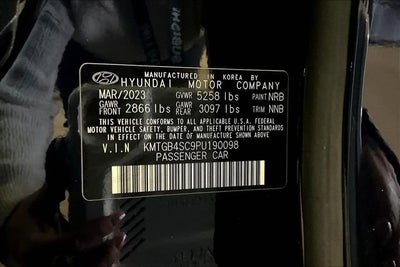 MANUFACTURED IN KOREA BY
HYUNDAI MOTOR COMPANY
MAR/2023 GVWR 5258 lbs PAINT NRB
GAWR FRONT 2866 lbs GAWR REAR 3097 lbs TRIM NNB
THIS VEHICLE CONFORMS TO ALL APPLICABLE U.S.A. FEDERAL
MOTOR VEHICLE SAFETY, BUMPER, AND THEFT PREVENTION
STANDARDS IN EFFECT ON THE DATE OF MANUFACTURE
SHOWN ABOVE
V.I.N KMTGB4SC9PU190098
PASSENGER CAR